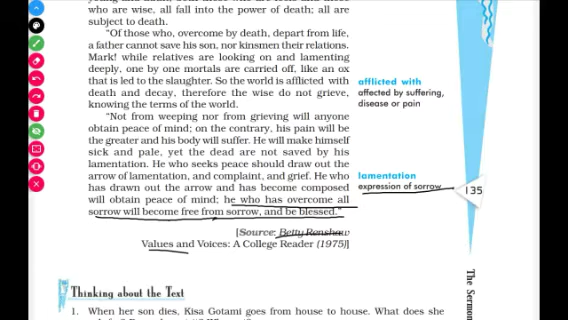 who are wise, all fall into the power of death; all are
subject to death.
“Of those who, overcome by death, depart from life,
a father cannot save his son, nor kinsmen their relations.
Mark! while relatives are looking on and lamenting
deeply, one by one mortals are carried off, like an ox
that is led to the slaughter. So the world is afflicted with
death and decay, therefore the wise do not grieve,
knowing the terms of the world.
“Not from weeping nor from grieving will anyone
obtain peace of mind; on the contrary, his pain will be
the greater and his body will suffer. He will make himself
sick and pale, yet the dead are not saved by his
lamentation. He who seeks peace should draw out the
arrow of lamentation, and complaint, and grief. He who
has drawn out the arrow and has become composed
will obtain peace of mind; he who has overcome all
sorrow will become free from sorrow, and be blessed.”
[Source: Betty Renshaw
Values and Voices: A College Reader (1975)]
afflicted with
affected by suffering,
disease or pain
lamentation
expression of sorrow
135
The Sermon
Thinking about the Text
1. When her son dies, Kisa Gotami goes from house to house. What does she